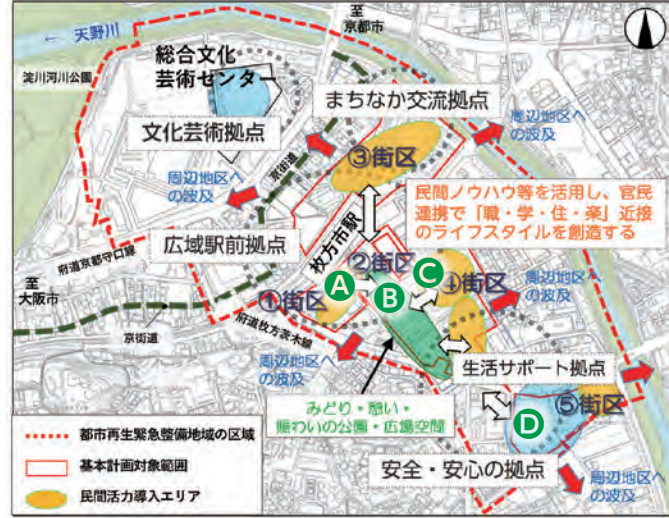 至
京都市
天野川
淀川河川公園
総合文化
芸術センター
まちなか交流拠点
文化芸術拠点
周辺地区へ
の波及
③街区
京街道
周辺地区へ
の波及
民間ノウハウ等を活用し、官民
連携で「職・学・住・楽」近接
のライフスタイルを創造する
広域駅前拠点
枚方市駅
府道京都守口線
②街区
C
④街区
至
大阪市
A
B
周辺地区へ
の波及
①街区
京街道
府道枚方茨木線
周辺地区へ
の波及
生活サポート拠点
みどり・憩い・
賑わいの公園・広場空間
D
⑤街区
都市再生緊急整備地域の区域
基本計画対象範囲
安全・安心の拠点
民間活力導入エリア
周辺地区へ
の波及